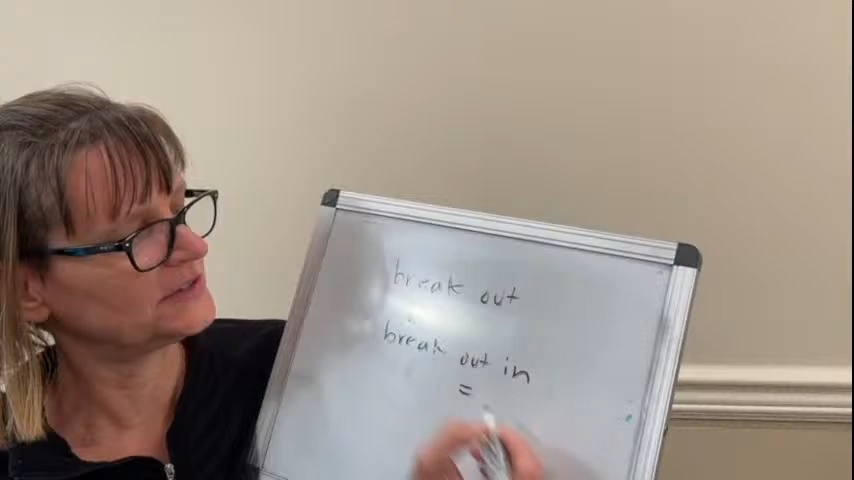 break out
break out in
=